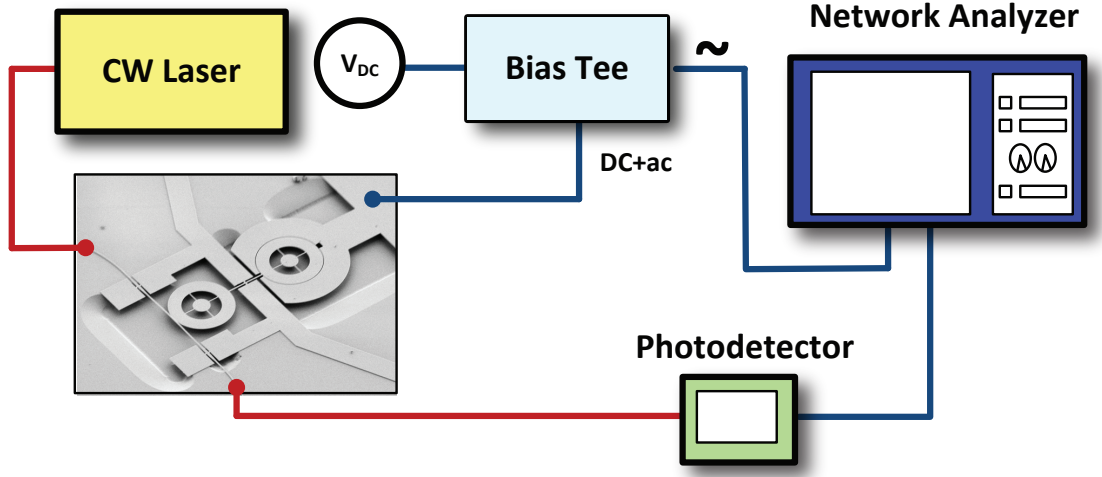 Network Analyzer
CW Laser
VDC
Bias Tee
~
DC+ac
Photodetector